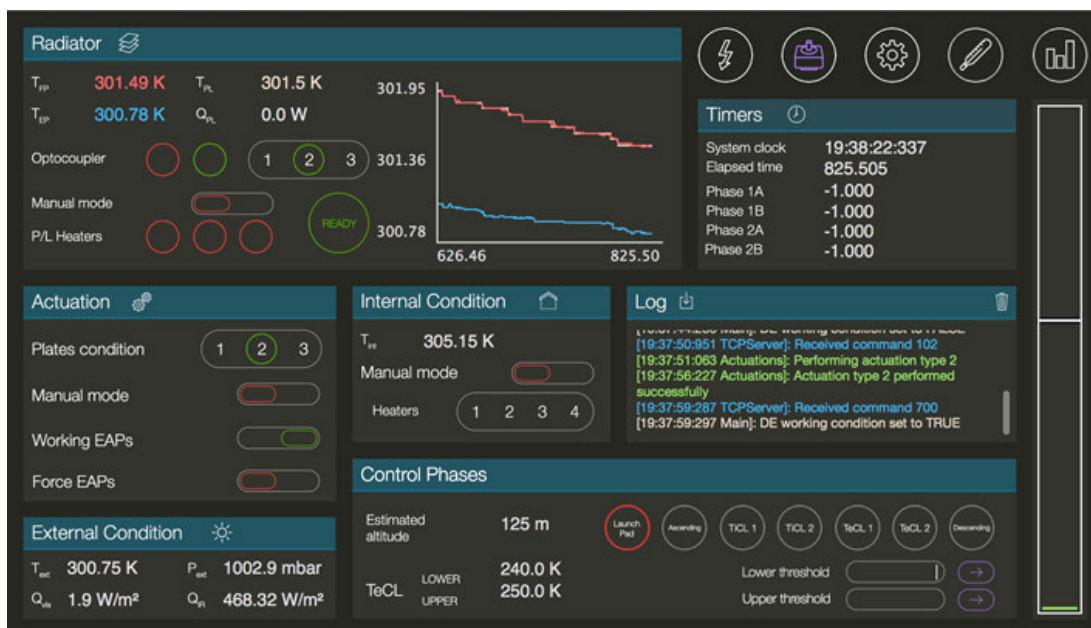 Radiator
T_FP 301.49 K T_PL 301.5 K
T_EP 300.78 K Q_PL 0.0 W
Optocoupler 1 2 3
Manual mode
P/L Heaters READY
301.95
301.36
300.78
626.46 825.50
Timers
System clock 19:38:22:337
Elapsed time 825.505
Phase 1A -1.000
Phase 1B -1.000
Phase 2A -1.000
Phase 2B -1.000
Actuation
Plates condition 1 2 3
Manual mode
Working EAPs
Force EAPs
Internal Condition
T_int 305.15 K
Manual mode
Heaters 1 2 3 4
Log
DE working condition set to FALSE
[19:37:50:951 TCPServer]: Received command 102
[19:37:51:063 Actuations]: Performing actuation type 2
[19:37:56:227 Actuations]: Actuation type 2 performed
successfully
[19:37:59:287 TCPServer]: Received command 700
[19:37:59:297 Main]: DE working condition set to TRUE
External Condition
T_ext 300.75 K P_ext 1002.9 mbar
Q_vis 1.9 W/m² Q_IR 468.32 W/m²
Control Phases
Estimated
altitude 125 m
Launch
Pad Ascending TiCL 1 TiCL 2 TeCL 1 TeCL 2 Descending
TeCL
LOWER 240.0 K
UPPER 250.0 K
Lower threshold
Upper threshold